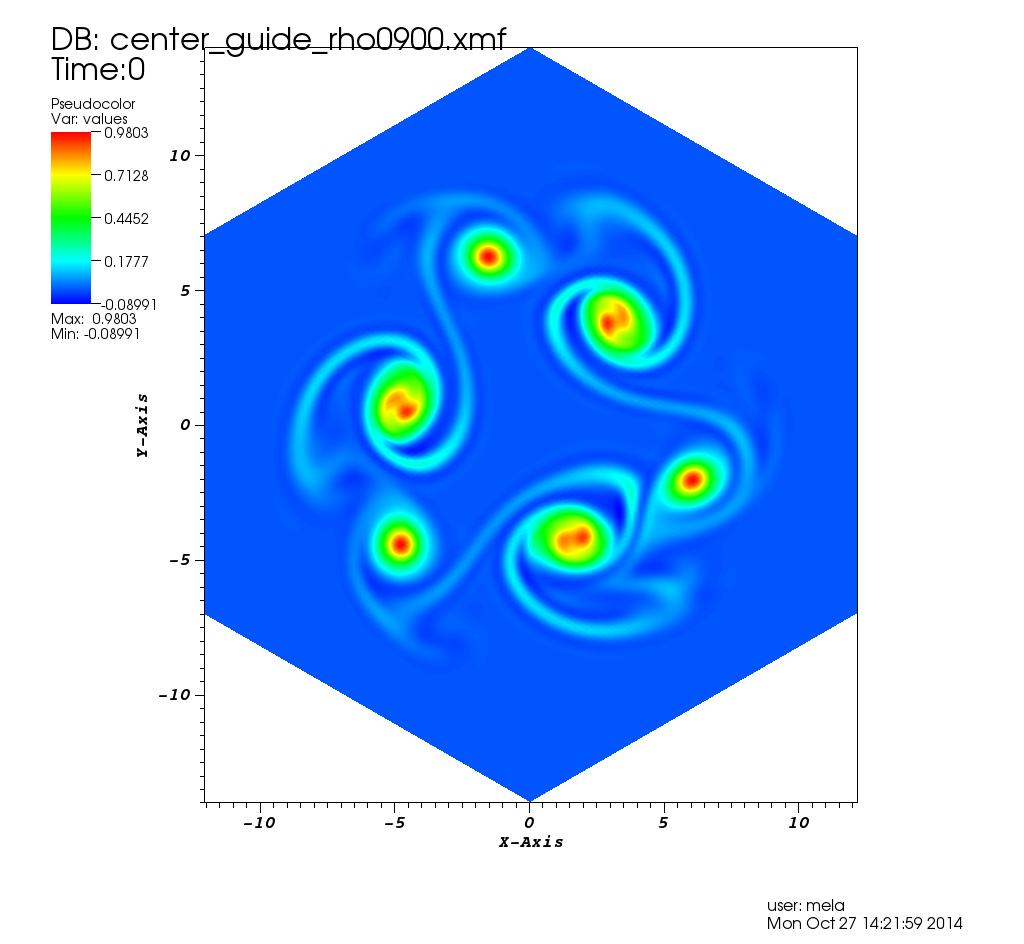 DB: center_guide_rho0900.xmf
Time:0
Pseudocolor
Var: values
0.9803
0.7128
0.4452
0.1777
-0.08991
Max: 0.9803
Min: -0.08991
10
5
0
-5
-10
Y-Axis
-10 -5 0 5 10
X-Axis
user: mela
Mon Oct 27 14:21:59 2014